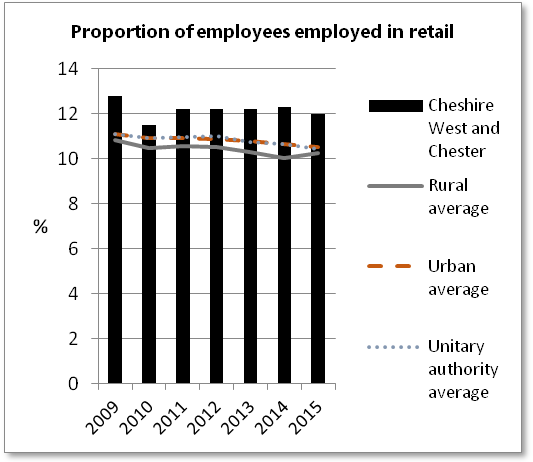 Proportion of employees employed in retail
14
12
10
8
6
4
2
0
%
2009
2010
2011
2012
2013
2014
2015
Cheshire
West and
Chester
Rural
average
Urban
average
Unitary
authority
average